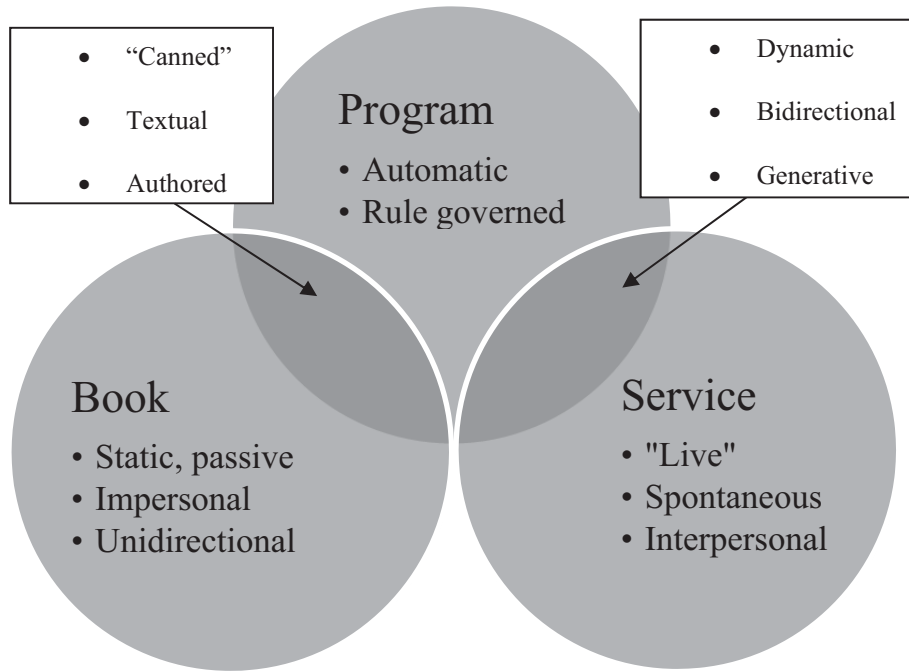 • “Canned”
• Textual
• Authored
• Dynamic
• Bidirectional
• Generative
Program
• Automatic
• Rule governed
Book
• Static, passive
• Impersonal
• Unidirectional
Service
• "Live"
• Spontaneous
• Interpersonal